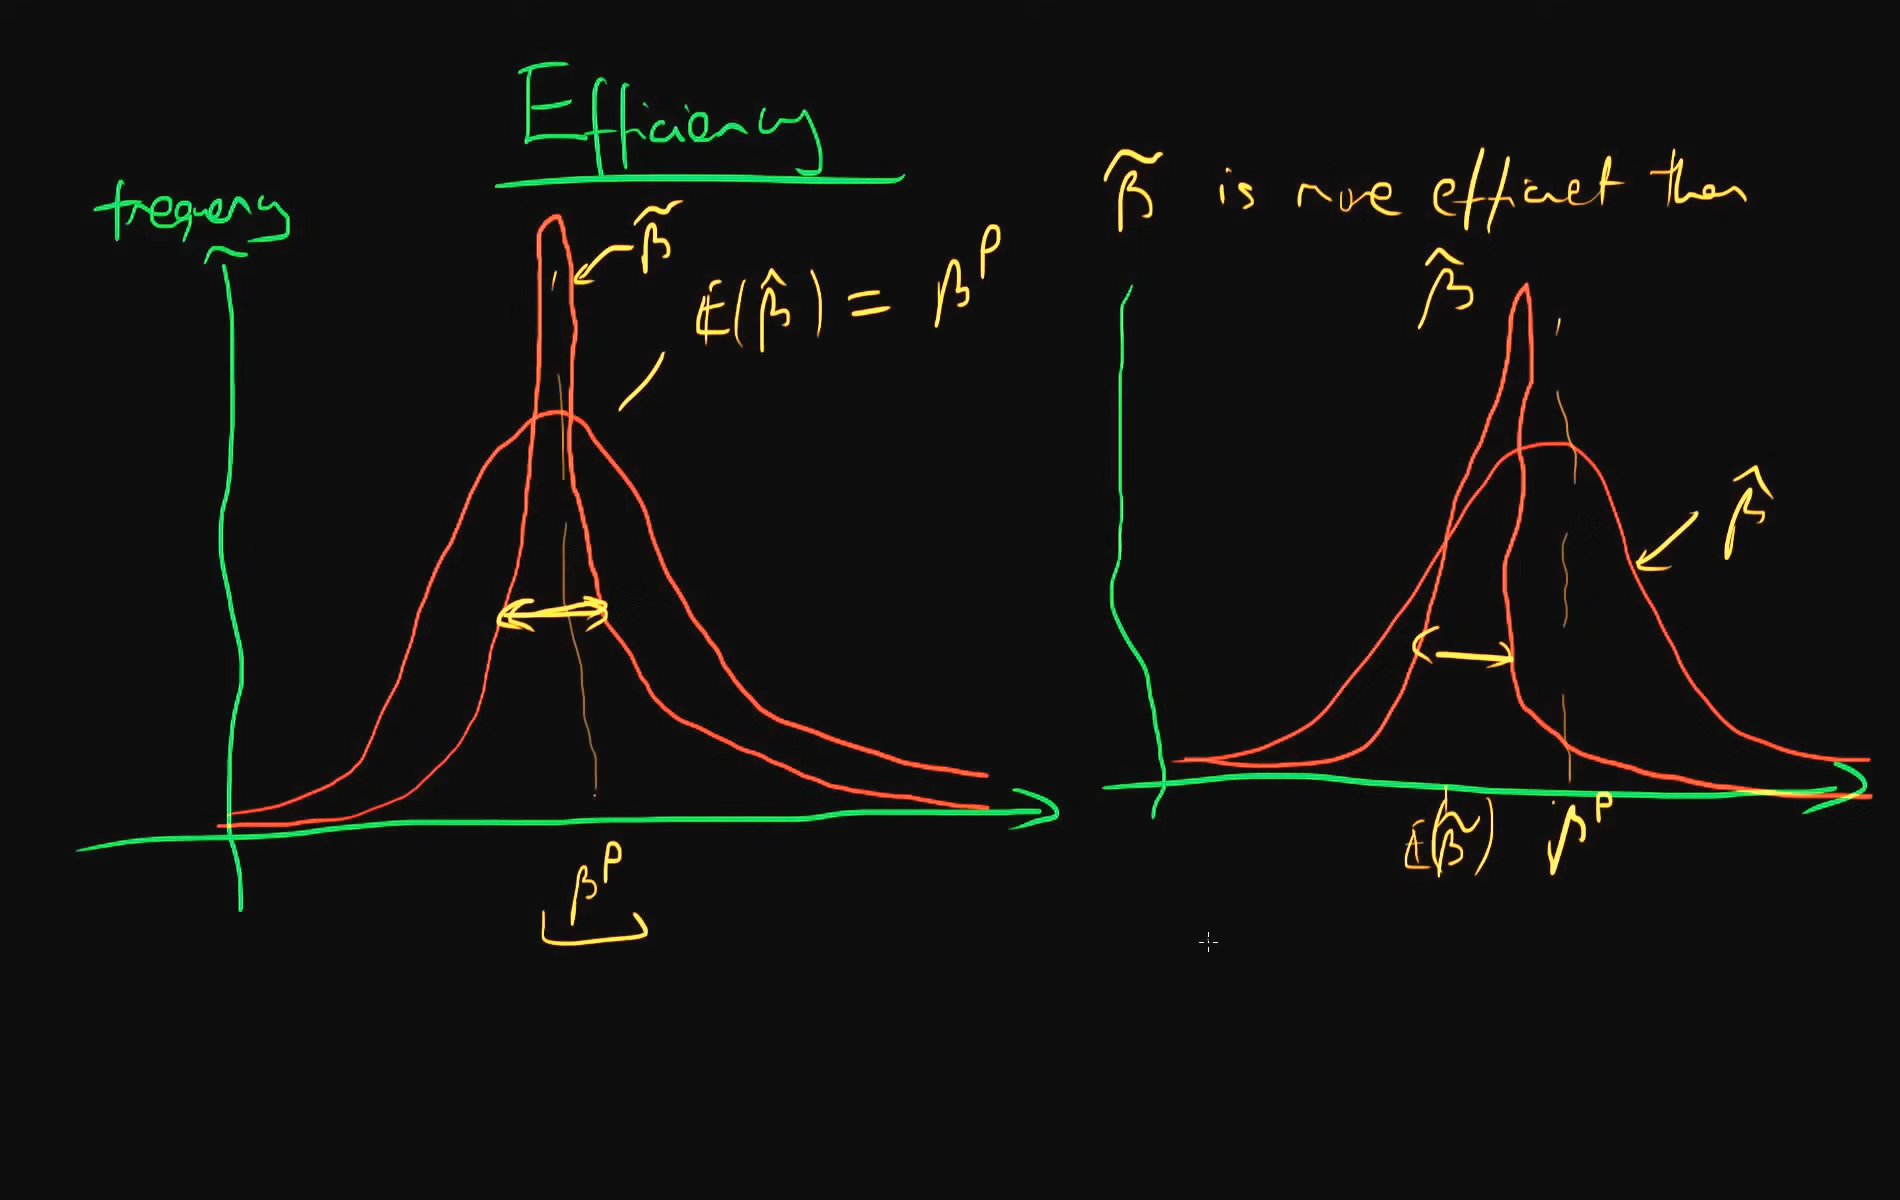 Efficiency
frequency
β̃
E(β̂) = βᴾ
βᴾ
β̃ is more efficient than
β̂
β̂
E(β̃) βᴾ